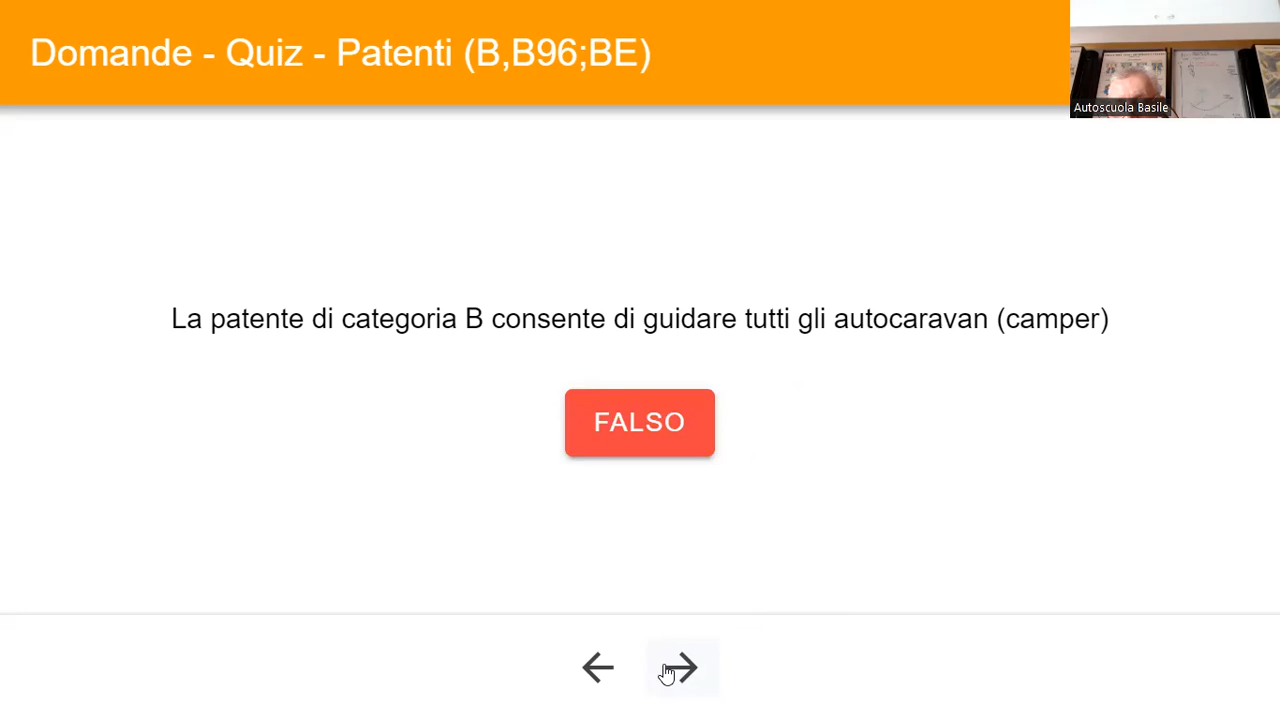 Domande - Quiz - Patenti (B,B96;BE)
Autoscuola Basile
La patente di categoria B consente di guidare tutti gli autocaravan (camper)
FALSO